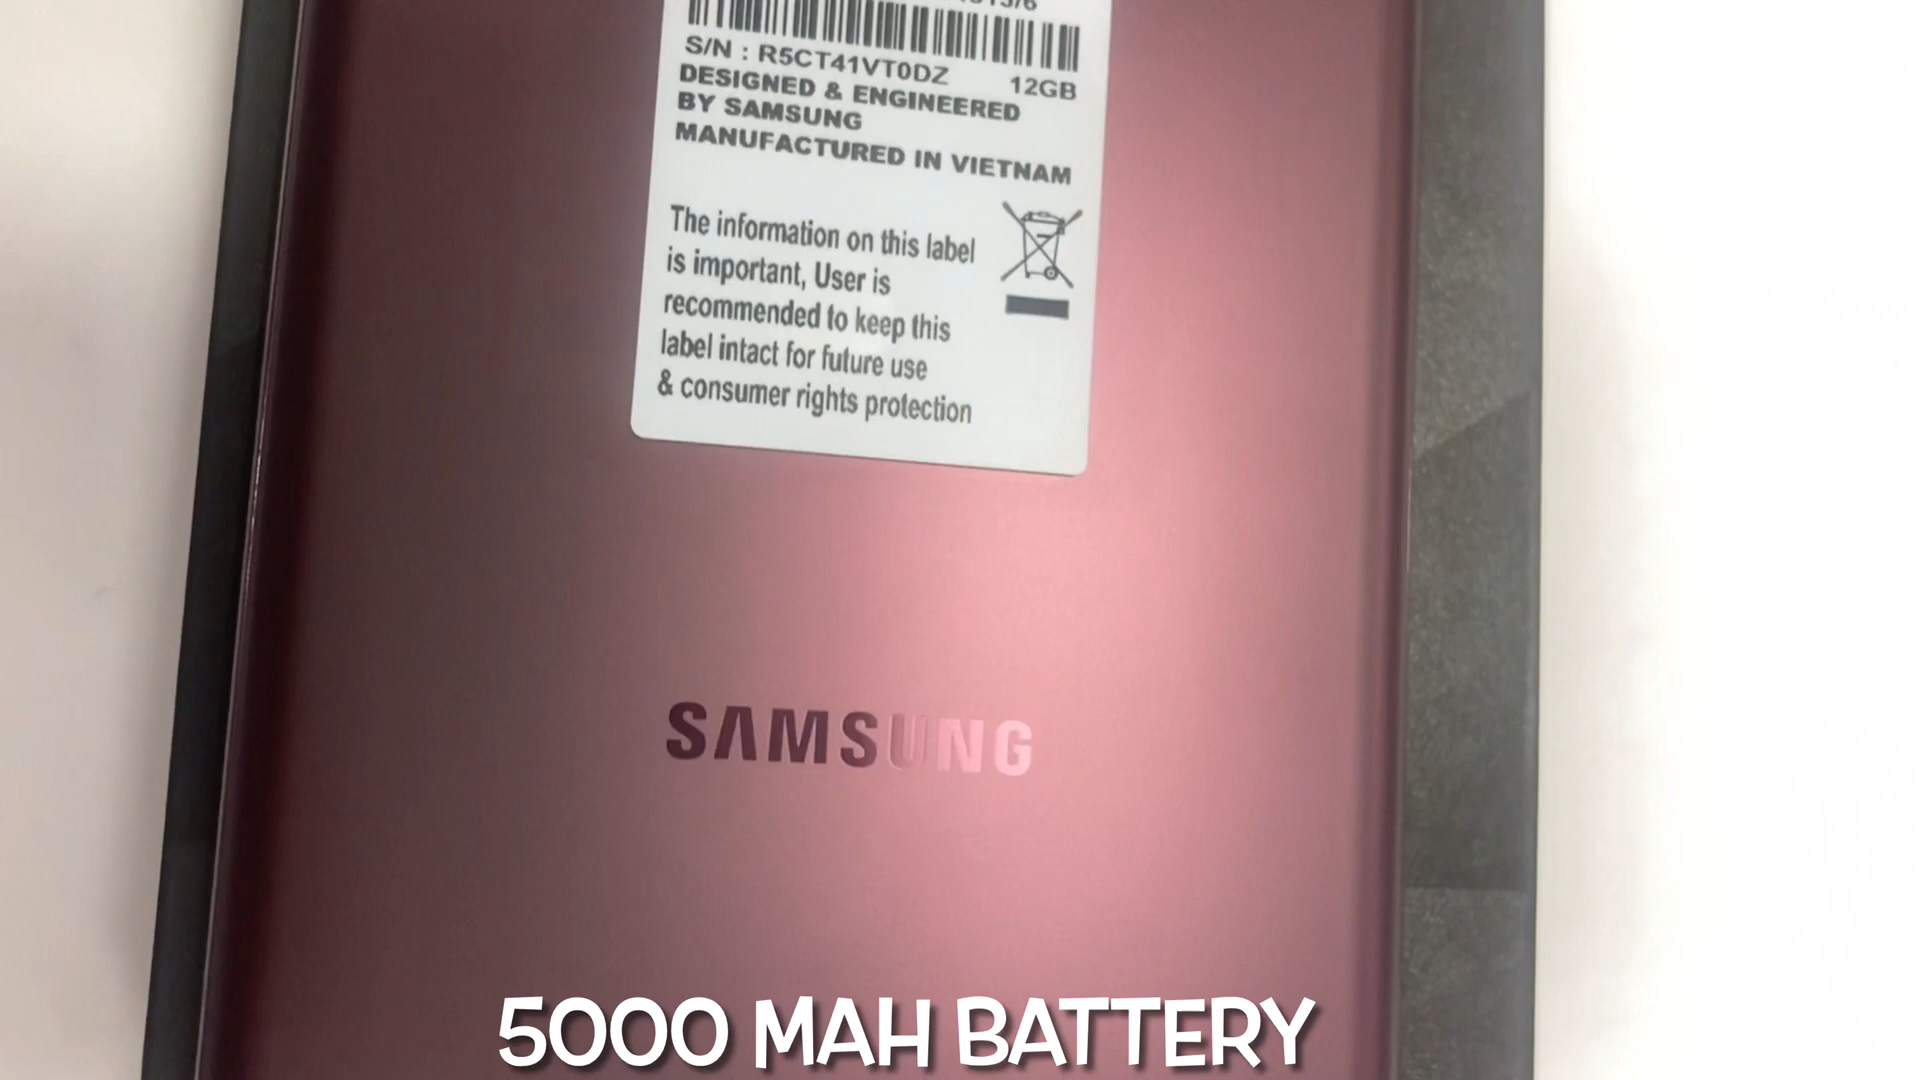 S/N : R5CT41VT0DZ 12GB
DESIGNED & ENGINEERED
BY SAMSUNG
MANUFACTURED IN VIETNAM
The information on this label
is important, User is
recommended to keep this
label intact for future use
& consumer rights protection
SAMSUNG
5000 MAH BATTERY